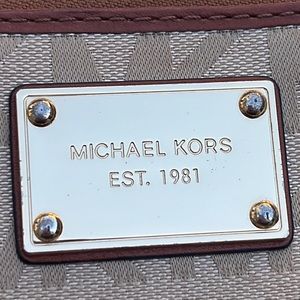 MICHAEL KORS
EST. 1981